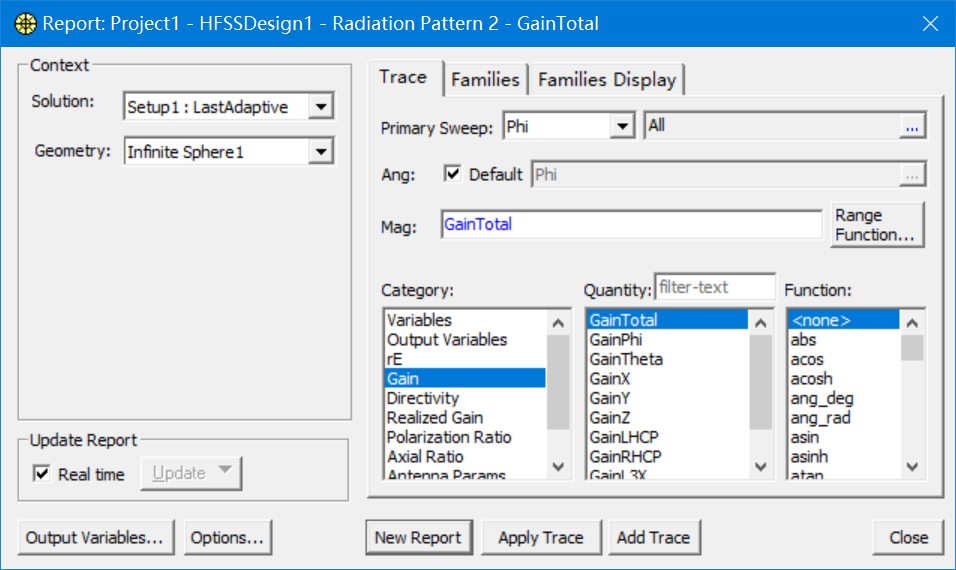 Report: Project1 - HFSSDesign1 - Radiation Pattern 2 - GainTotal
Context
Solution: Setup1 : LastAdaptive
Geometry: Infinite Sphere1
Update Report
Real time Update
Trace Families Families Display
Primary Sweep: Phi All ...
Ang: Default Phi ...
Mag: GainTotal
Range
Function...
Category:
Variables
Output Variables
rE
Gain
Directivity
Realized Gain
Polarization Ratio
Axial Ratio
Antenna Params
Quantity: filter-text
GainTotal
GainPhi
GainTheta
GainX
GainY
GainZ
GainLHCP
GainRHCP
GainL3X
Function:
<none>
abs
acos
acosh
ang_deg
ang_rad
asin
asinh
atan
Output Variables... Options... New Report Apply Trace Add Trace Close